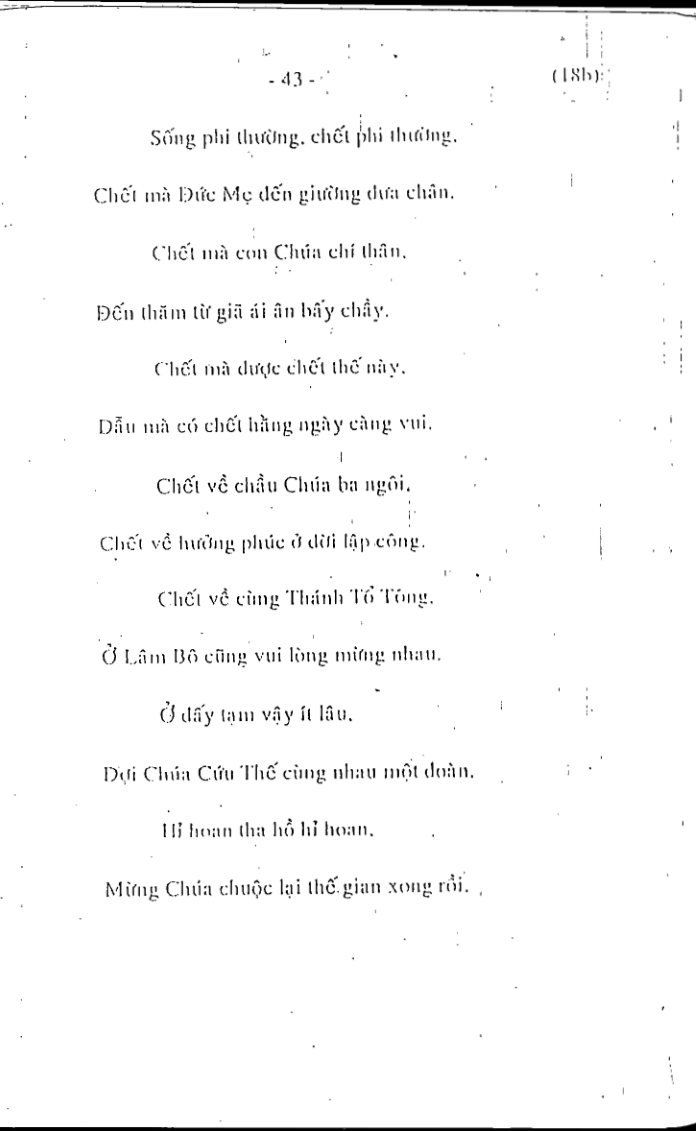 - 43 - (18b)
Sống phi thường, chết phi thường,
Chết mà Đức Mẹ đến giường đưa chân.
Chết mà con Chúa chí thân,
Đến thăm từ giã ái ân bấy chầy.
Chết mà được chết thế này,
Dẫu mà có chết hằng ngày càng vui.
Chết về chầu Chúa ba ngôi,
Chết về hưởng phúc ở đời lập công.
Chết về cùng Thánh Tổ Tông,
Ở Lâm Bô cũng vui lòng mừng nhau.
Ở đấy tạm vậy ít lâu,
Đợi Chúa Cứu Thế cùng nhau một đoàn.
Hỉ hoan tha hồ hỉ hoan,
Mừng Chúa chuộc lại thế gian xong rồi.